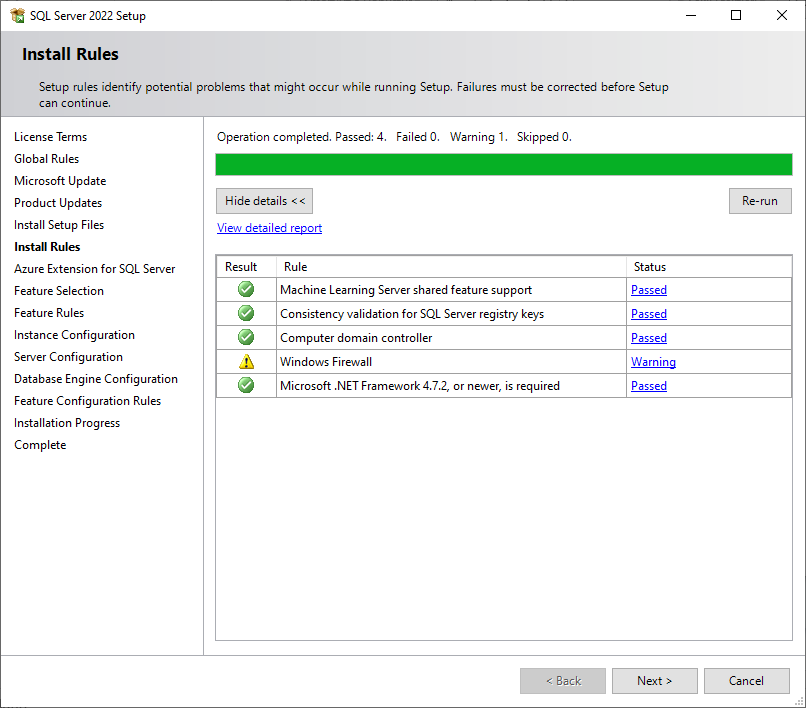 SQL Server 2022 Setup
Install Rules
Setup rules identify potential problems that might occur while running Setup. Failures must be corrected before Setup
can continue.
License Terms
Global Rules
Microsoft Update
Product Updates
Install Setup Files
Install Rules
Azure Extension for SQL Server
Feature Selection
Feature Rules
Instance Configuration
Server Configuration
Database Engine Configuration
Feature Configuration Rules
Installation Progress
Complete
Operation completed. Passed: 4. Failed 0. Warning 1. Skipped 0.
Hide details << Re-run
View detailed report
Result Rule Status
Machine Learning Server shared feature support Passed
Consistency validation for SQL Server registry keys Passed
Computer domain controller Passed
Windows Firewall Warning
Microsoft .NET Framework 4.7.2, or newer, is required Passed
< Back Next > Cancel